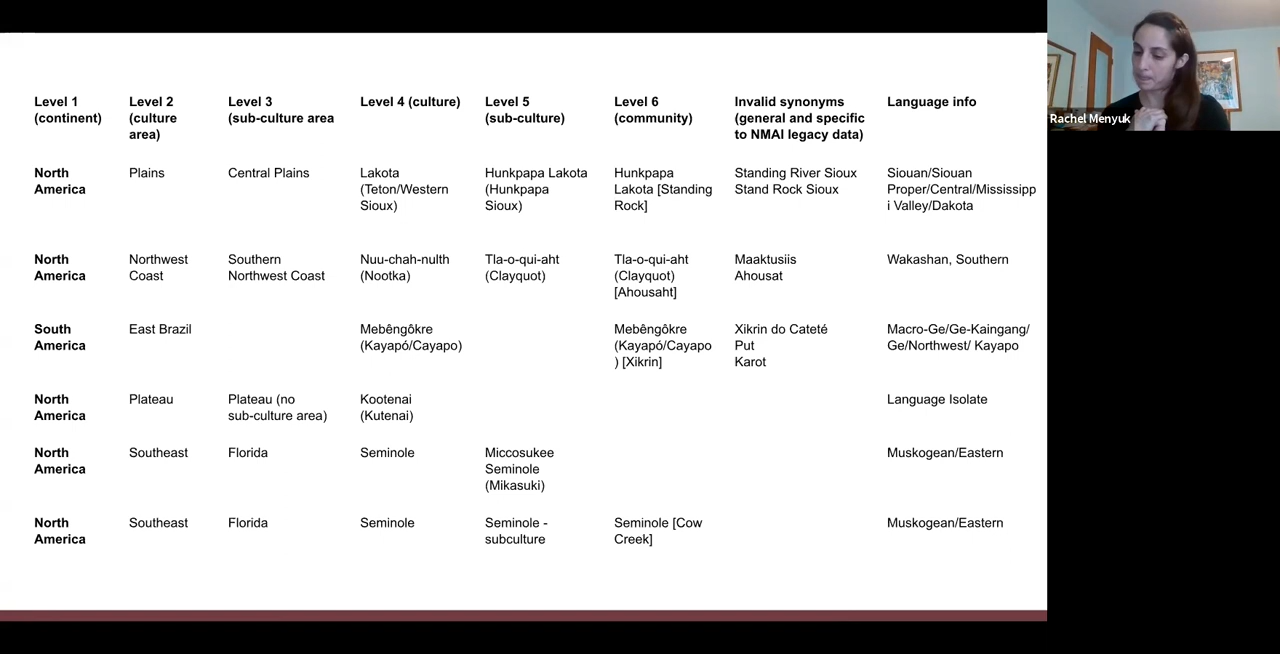 Level 1
(continent)
Level 2
(culture
area)
Level 3
(sub-culture area
Level 4 (culture)
Level 5
(sub-culture)
Level 6
(community)
Invalid synonyms
(general and specific
to NMAI legacy data)
Language info
North
America
Plains
Central Plains
Lakota
(Teton/Western
Sioux)
Hunkpapa Lakota
(Hunkpapa
Sioux)
Hunkpapa
Lakota [Standing
Rock]
Standing River Sioux
Stand Rock Sioux
Siouan/Siouan
Proper/Central/Mississipp
i Valley/Dakota
North
America
Northwest
Coast
Southern
Northwest Coast
Nuu-chah-nulth
(Nootka)
Tla-o-qui-aht
(Clayquot)
Tla-o-qui-aht
(Clayquot)
[Ahousaht]
Maaktusiis
Ahousat
Wakashan, Southern
South
America
East Brazil
Mebêngôkre
(Kayapó/Cayapo)
Mebêngôkre
(Kayapó/Cayapo
) [Xikrin]
Xikrin do Cateté
Put
Karot
Macro-Ge/Ge-Kaingang/
Ge/Northwest/ Kayapo
North
America
Plateau
Plateau (no
sub-culture area)
Kootenai
(Kutenai)
Language Isolate
North
America
Southeast
Florida
Seminole
Miccosukee
Seminole
(Mikasuki)
Muskogean/Eastern
North
America
Southeast
Florida
Seminole
Seminole -
subculture
Seminole [Cow
Creek]
Muskogean/Eastern
Rachel Menyuk